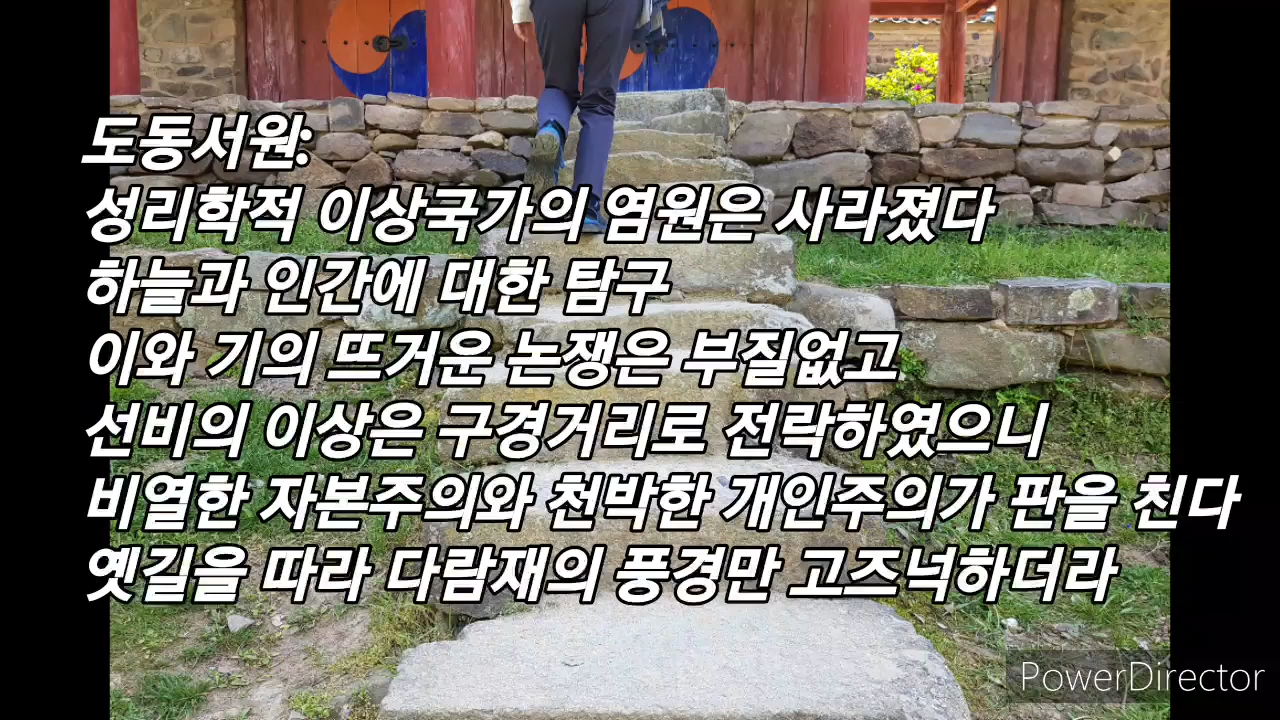 도동서원:
성리학적 이상국가의 염원은 사라졌다
하늘과 인간에 대한 탐구
이와 기의 뜨거운 논쟁은 부질없고
선비의 이상은 구경거리로 전락하였으니
비열한 자본주의와 천박한 개인주의가 판을 친다
옛길을 따라 다람재의 풍경만 고즈넉하더라
PowerDirector